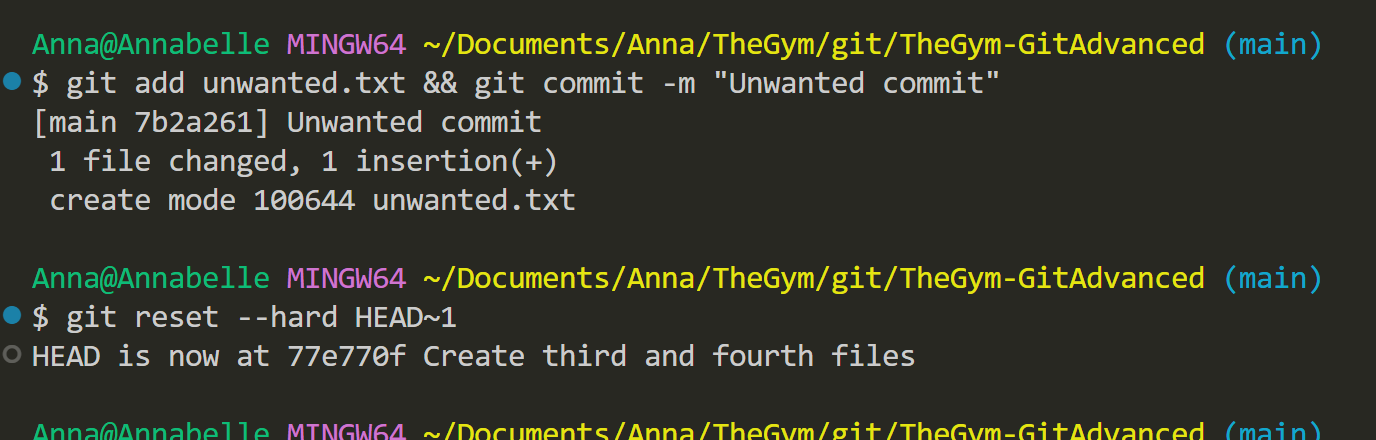 Anna@Annabelle MINGW64 ~/Documents/Anna/TheGym/git/TheGym-GitAdvanced (main)
$ git add unwanted.txt && git commit -m "Unwanted commit"
[main 7b2a261] Unwanted commit
 1 file changed, 1 insertion(+)
 create mode 100644 unwanted.txt
Anna@Annabelle MINGW64 ~/Documents/Anna/TheGym/git/TheGym-GitAdvanced (main)
$ git reset --hard HEAD~1
HEAD is now at 77e770f Create third and fourth files
Anna@Annabelle MINGW64 ~/Documents/Anna/TheGym/git/TheGym-GitAdvanced (main)